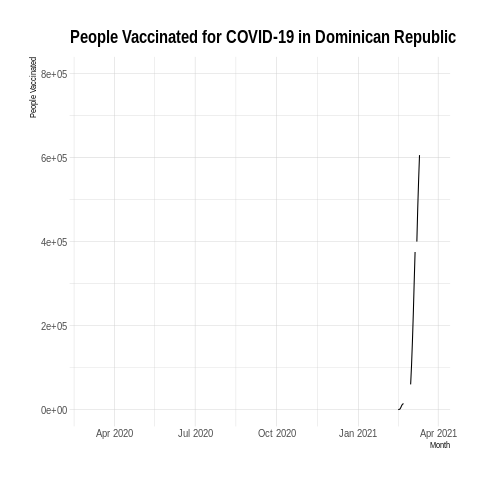 People Vaccinated for COVID-19 in Dominican Republic
People Vaccinated
8e+05
6e+05
4e+05
2e+05
0e+00
Apr 2020
Jul 2020
Oct 2020
Jan 2021
Apr 2021
Month